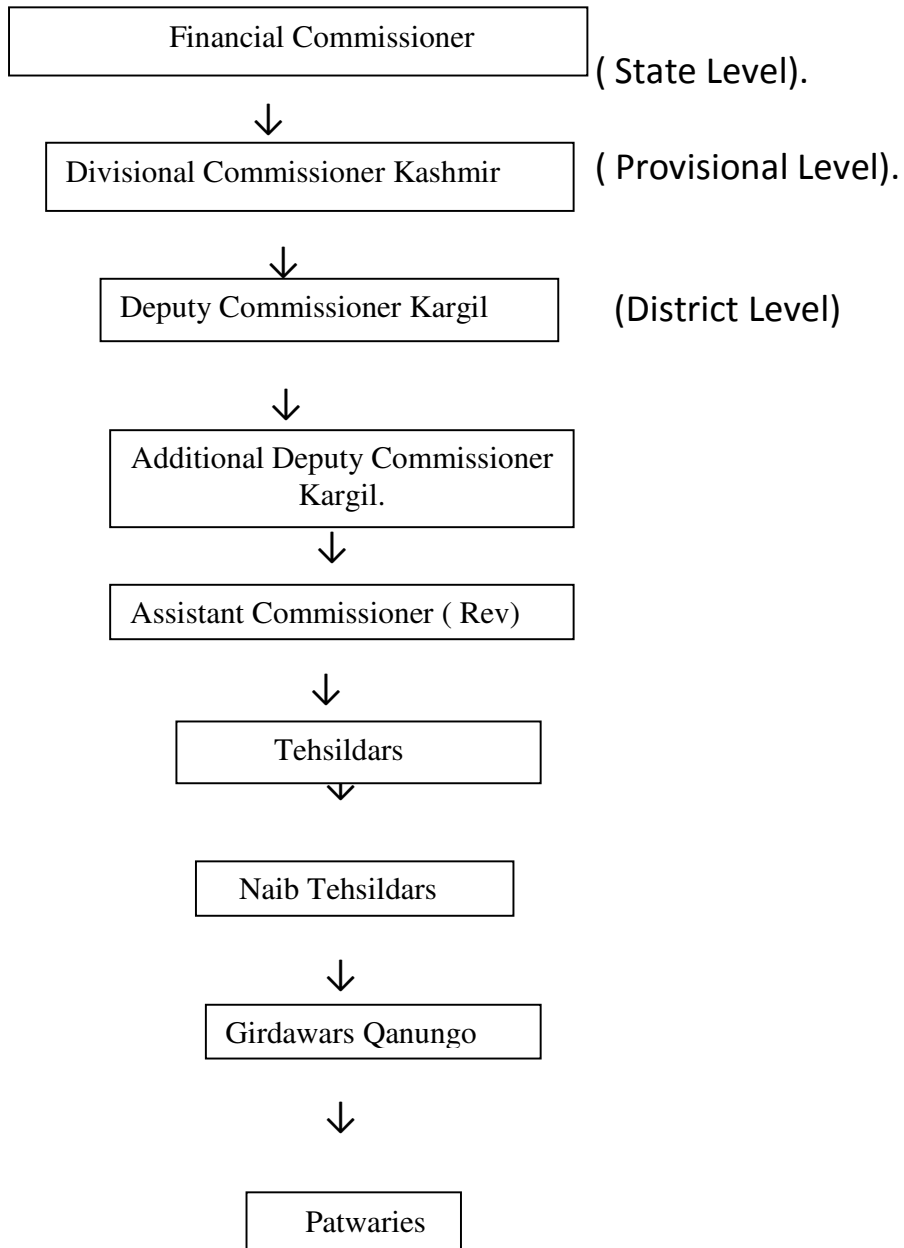 Financial Commissioner
( State Level).
Divisional Commissioner Kashmir
( Provisional Level).
Deputy Commissioner Kargil
(District Level)
Additional Deputy Commissioner
Kargil.
Assistant Commissioner ( Rev)
Tehsildars
Naib Tehsildars
Girdawars Qanungo
Patwaries